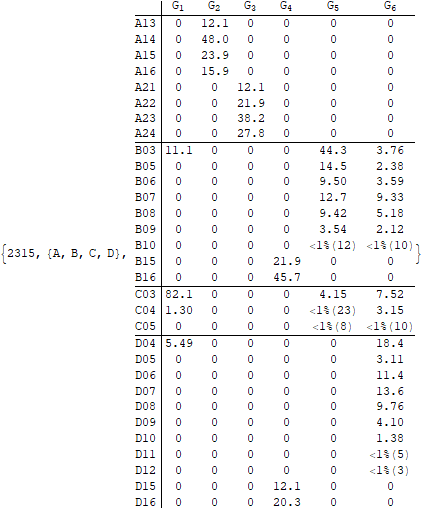 G1 G2 G3 G4 G5 G6
A13 0 12.1 0 0 0 0
A14 0 48.0 0 0 0 0
A15 0 23.9 0 0 0 0
A16 0 15.9 0 0 0 0
A21 0 0 12.1 0 0 0
A22 0 0 21.9 0 0 0
A23 0 0 38.2 0 0 0
A24 0 0 27.8 0 0 0
B03 11.1 0 0 0 44.3 3.76
B05 0 0 0 0 14.5 2.38
B06 0 0 0 0 9.50 3.59
B07 0 0 0 0 12.7 9.33
B08 0 0 0 0 9.42 5.18
B09 0 0 0 0 3.54 2.12
B10 0 0 0 0 <1%(12) <1%(10)
{2315, {A, B, C, D}, }
B15 0 0 0 21.9 0 0
B16 0 0 0 45.7 0 0
C03 82.1 0 0 0 4.15 7.52
C04 1.30 0 0 0 <1%(23) 3.15
C05 0 0 0 0 <1%(8) <1%(10)
D04 5.49 0 0 0 0 18.4
D05 0 0 0 0 0 3.11
D06 0 0 0 0 0 11.4
D07 0 0 0 0 0 13.6
D08 0 0 0 0 0 9.76
D09 0 0 0 0 0 4.10
D10 0 0 0 0 0 1.38
D11 0 0 0 0 0 <1%(5)
D12 0 0 0 0 0 <1%(3)
D15 0 0 0 12.1 0 0
D16 0 0 0 20.3 0 0